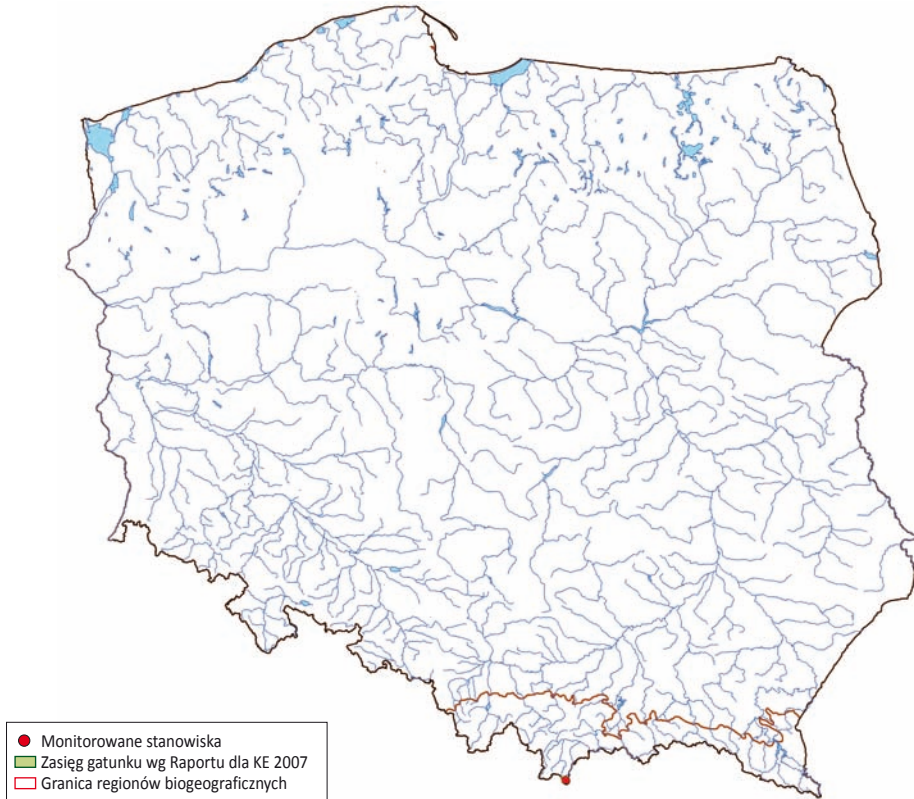 Monitorowane stanowiska
Zasięg gatunku wg Raportu dla KE 2007
Granica regionów biogeograficznych